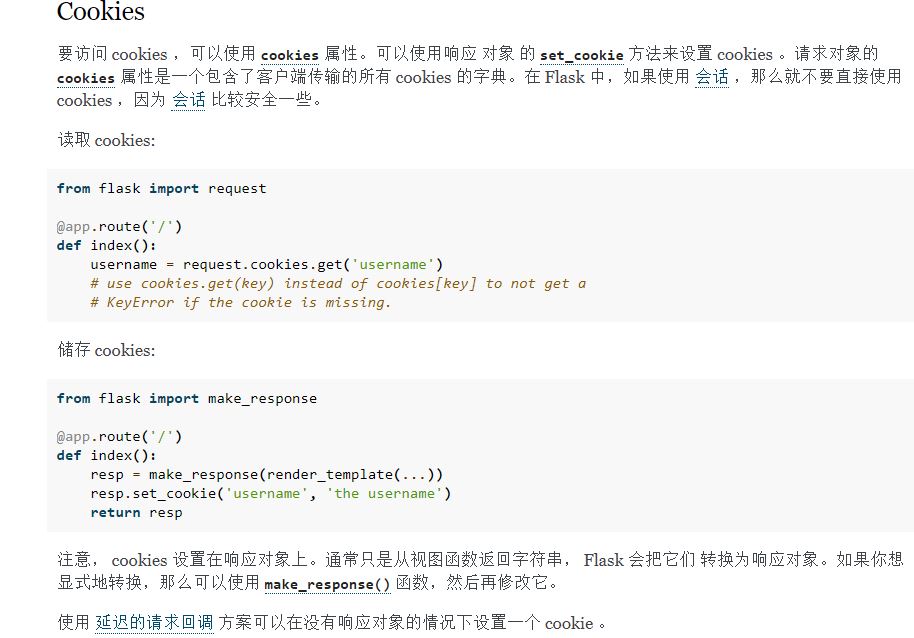 Cookies
要访问 cookies ，可以使用 cookies 属性。可以使用响应 对象 的 set_cookie 方法来设置 cookies 。请求对象的
cookies 属性是一个包含了客户端传输的所有 cookies 的字典。在 Flask 中，如果使用 会话 ，那么就不要直接使用
cookies ，因为 会话 比较安全一些。
读取 cookies:
from flask import request
@app.route('/')
def index():
    username = request.cookies.get('username')
    # use cookies.get(key) instead of cookies[key] to not get a
    # KeyError if the cookie is missing.
储存 cookies:
from flask import make_response
@app.route('/')
def index():
    resp = make_response(render_template(...))
    resp.set_cookie('username', 'the username')
    return resp
注意， cookies 设置在响应对象上。通常只是从视图函数返回字符串， Flask 会把它们 转换为响应对象。如果你想
显式地转换，那么可以使用 make_response() 函数，然后再修改它。
使用 延迟的请求回调 方案可以在没有响应对象的情况下设置一个 cookie 。